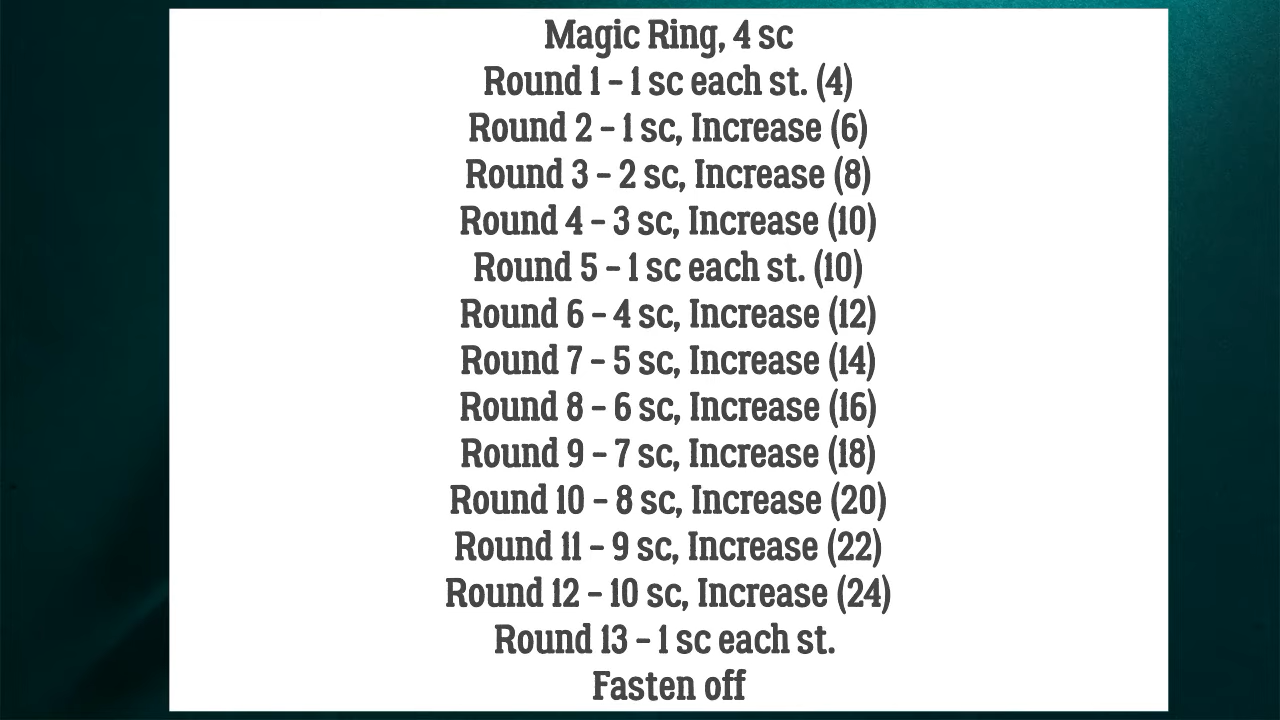 Magic Ring, 4 sc
Round 1 – 1 sc each st. (4)
Round 2 – 1 sc, Increase (6)
Round 3 – 2 sc, Increase (8)
Round 4 – 3 sc, Increase (10)
Round 5 – 1 sc each st. (10)
Round 6 – 4 sc, Increase (12)
Round 7 – 5 sc, Increase (14)
Round 8 – 6 sc, Increase (16)
Round 9 – 7 sc, Increase (18)
Round 10 – 8 sc, Increase (20)
Round 11 – 9 sc, Increase (22)
Round 12 – 10 sc, Increase (24)
Round 13 – 1 sc each st.
Fasten off